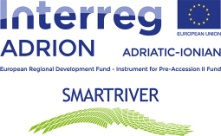 Interreg
EUROPEAN UNION
ADRION ADRIATIC-IONIAN
European Regional Development Fund - Instrument for Pre-Accession II Fund
SMARTRIVER